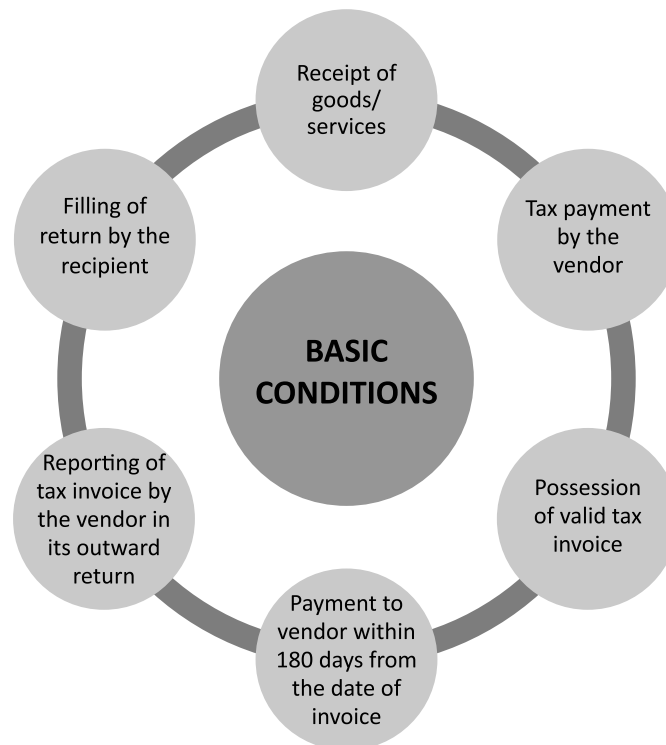 Receipt of
goods/
services
Tax payment
by the
vendor
Possession
of valid tax
invoice
Payment to
vendor within
180 days from
the date of
invoice
Reporting of
tax invoice by
the vendor in
its outward
return
Filling of
return by the
recipient
BASIC
CONDITIONS